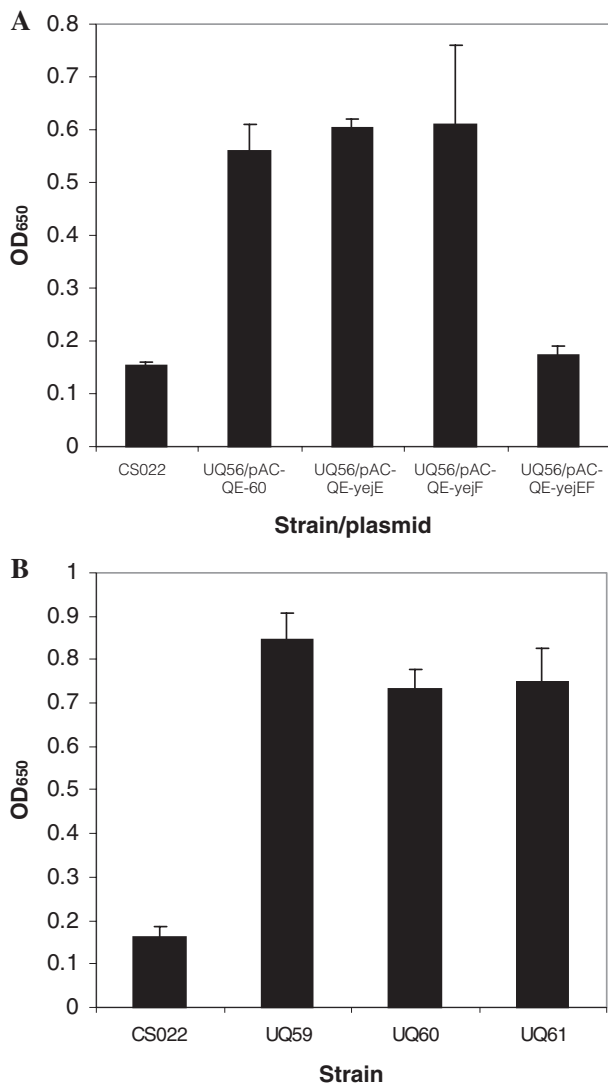 A
0.8
0.7
0.6
0.5
0.4
0.3
0.2
0.1
0
OD650
CS022
UQ56/pAC-
QE-60
UQ56/pAC-
QE-yejE
UQ56/pAC-
QE-yejF
UQ56/pAC-
QE-yejEF
Strain/plasmid
B
1
0.9
0.8
0.7
0.6
0.5
0.4
0.3
0.2
0.1
0
OD650
CS022
UQ59
UQ60
UQ61
Strain